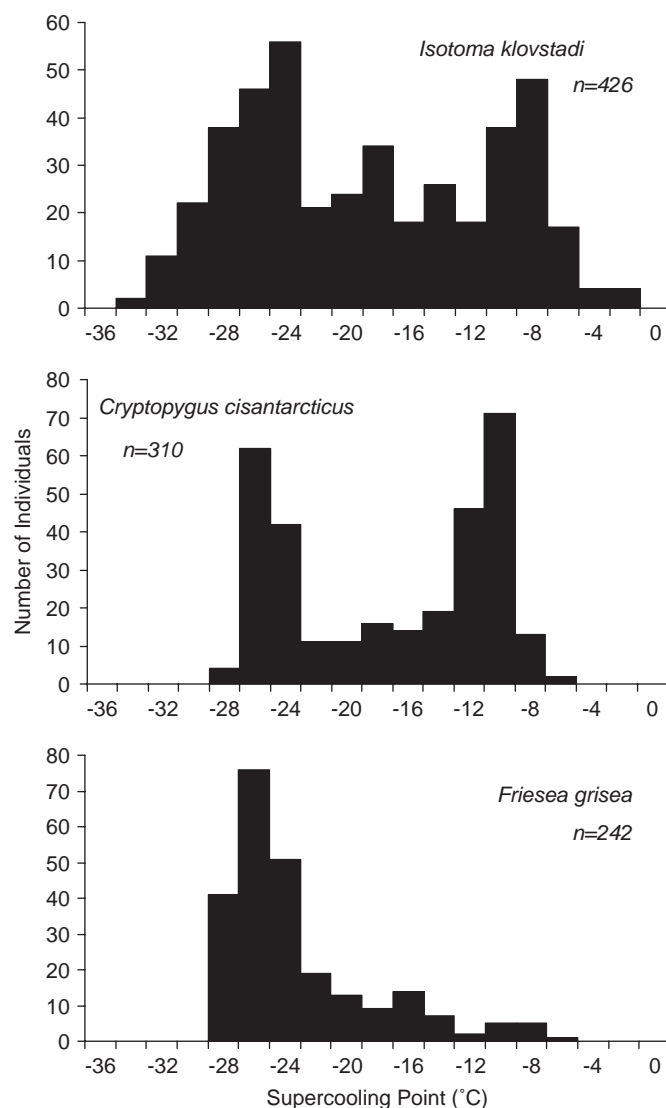 60
50
40
30
20
10
0
Isotoma klovstadi
n=426
-36 -32 -28 -24 -20 -16 -12 -8 -4 0
80
70
60
50
40
30
20
10
0
Cryptopygus cisantarcticus
n=310
Number of Individuals
-36 -32 -28 -24 -20 -16 -12 -8 -4 0
80
70
60
50
40
30
20
10
0
Friesea grisea
n=242
-36 -32 -28 -24 -20 -16 -12 -8 -4 0
Supercooling Point (˚C)